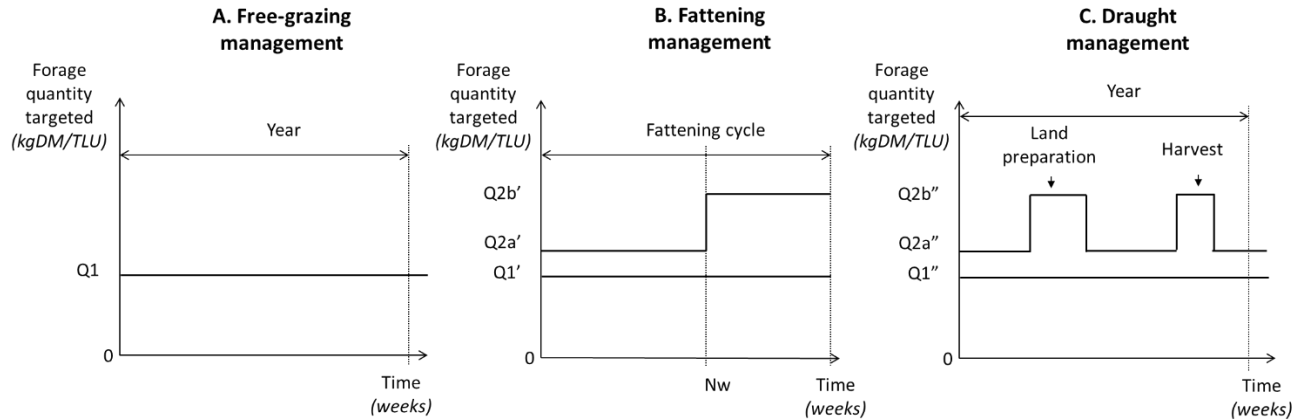 A. Free-grazing
management
Forage
quantity
targeted
(kgDM/TLU)
Year
Q1
0
Time
(weeks)
B. Fattening
management
Forage
quantity
targeted
(kgDM/TLU)
Fattening cycle
Q2b'
Q2a'
Q1'
0
Nw
Time
(weeks)
C. Draught
management
Forage
quantity
targeted
(kgDM/TLU)
Year
Land
preparation
Harvest
Q2b"
Q2a"
Q1"
0
Time
(weeks)